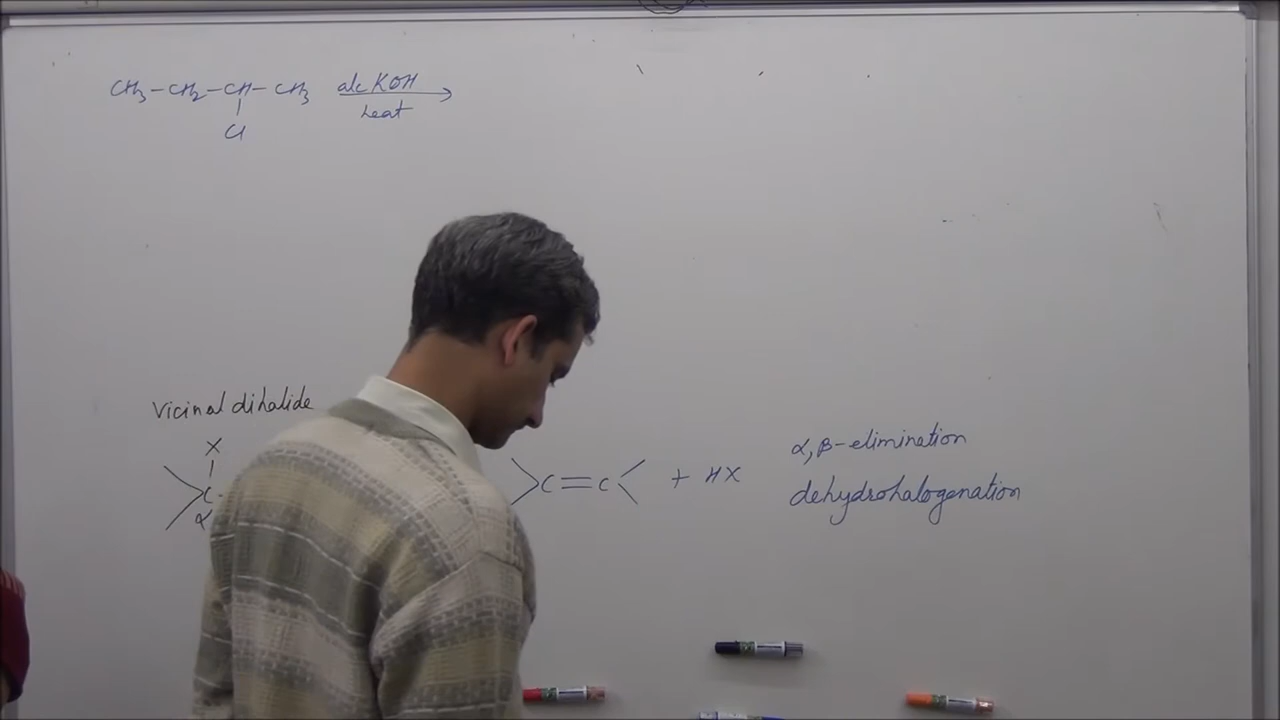 CH3-CH2-CH-CH3 alc KOH
heat
Cl
Vicinal dihalide
X
C
α
C=C + HX
α,β-elimination
dehydrohalogenation